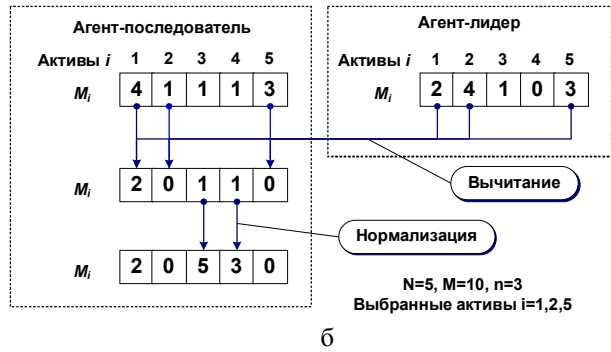 Агент-последователь
Активы i 1 2 3 4 5
Mi 4 1 1 1 3
Mi 2 0 1 1 0
Mi 2 0 5 3 0
Агент-лидер
Активы i 1 2 3 4 5
Mi 2 4 1 0 3
Вычитание
Нормализация
N=5, M=10, n=3
Выбранные активы i=1,2,5
б